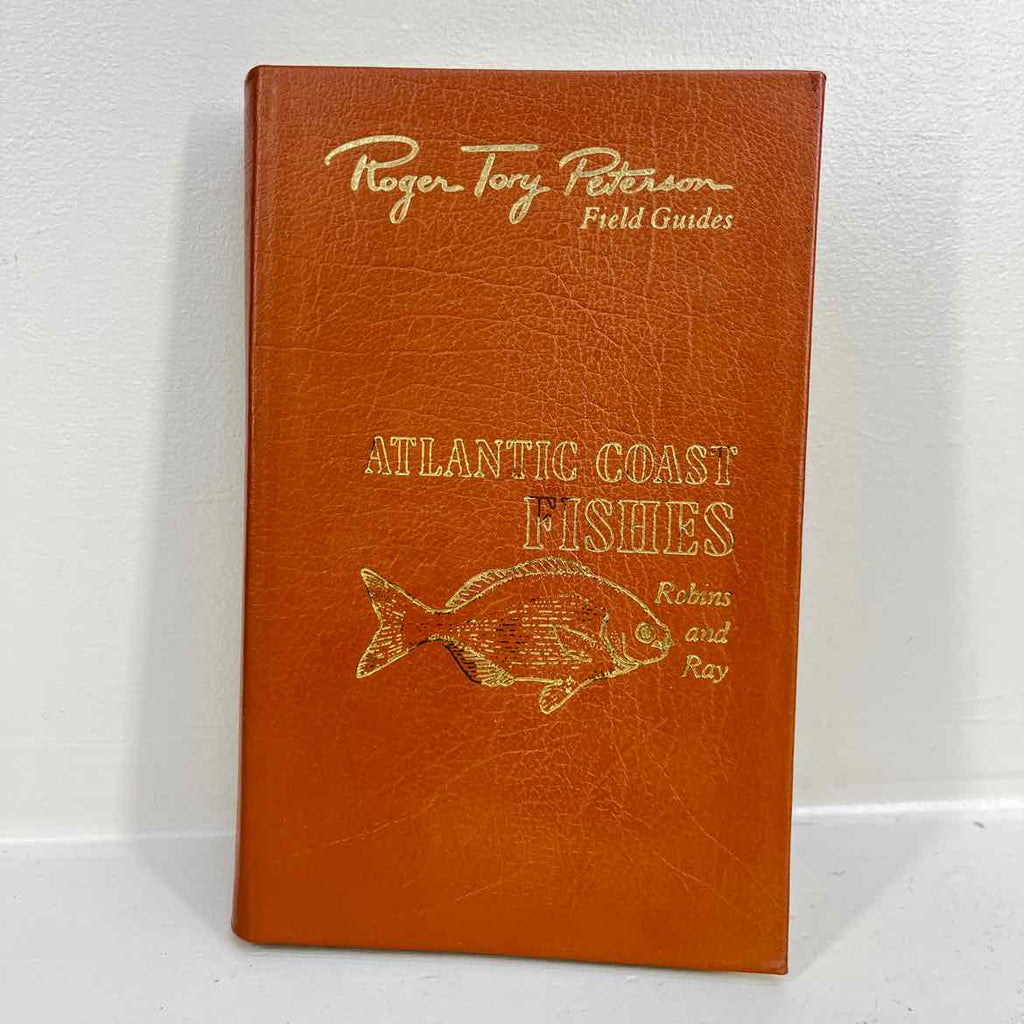 Roger Tory Peterson
Field Guides
ATLANTIC COAST
FISHES
Robins
and
Ray